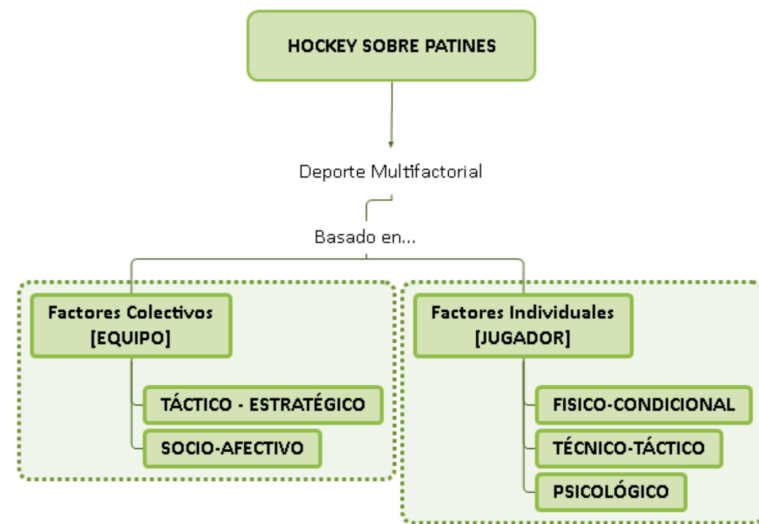 HOCKEY SOBRE PATINES
Deporte Multifactorial
Basado en...
Factores Colectivos
[EQUIPO]
TÁCTICO - ESTRATÉGICO
SOCIO-AFECTIVO
Factores Individuales
[JUGADOR]
FISICO-CONDICIONAL
TÉCNICO-TÁCTICO
PSICOLÓGICO